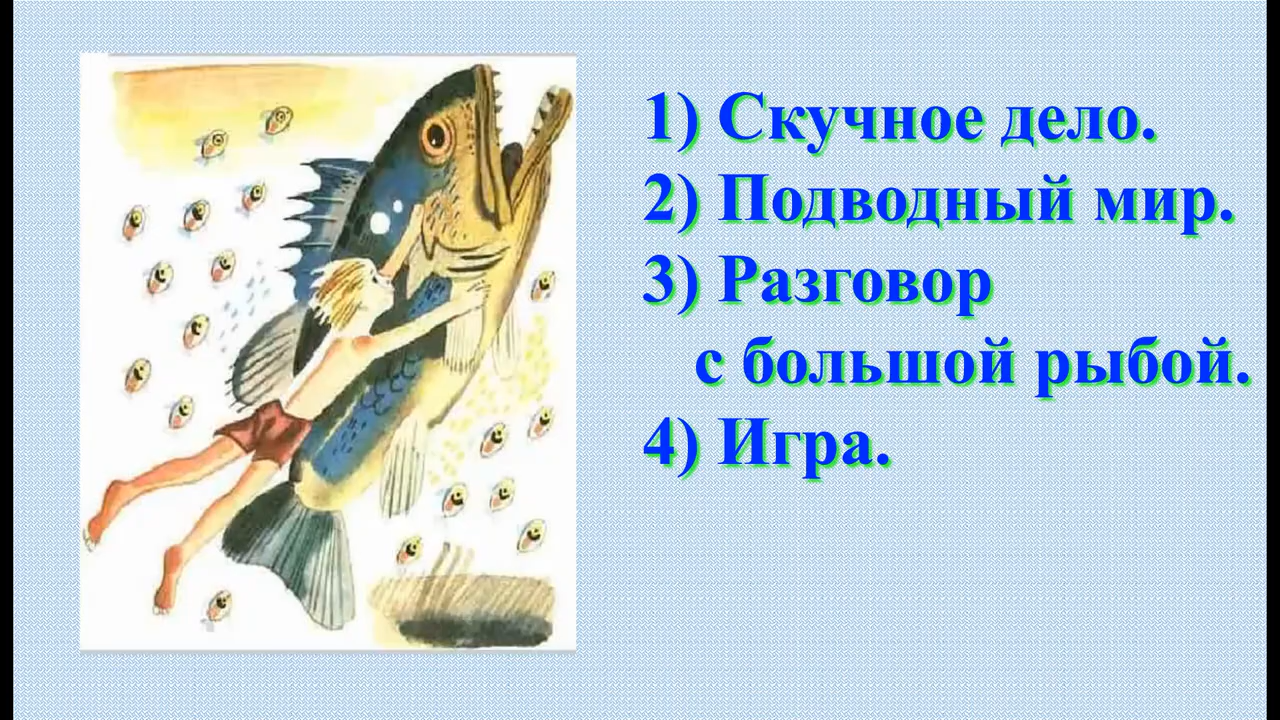 1) Скучное дело.
2) Подводный мир.
3) Разговор
с большой рыбой.
4) Игра.